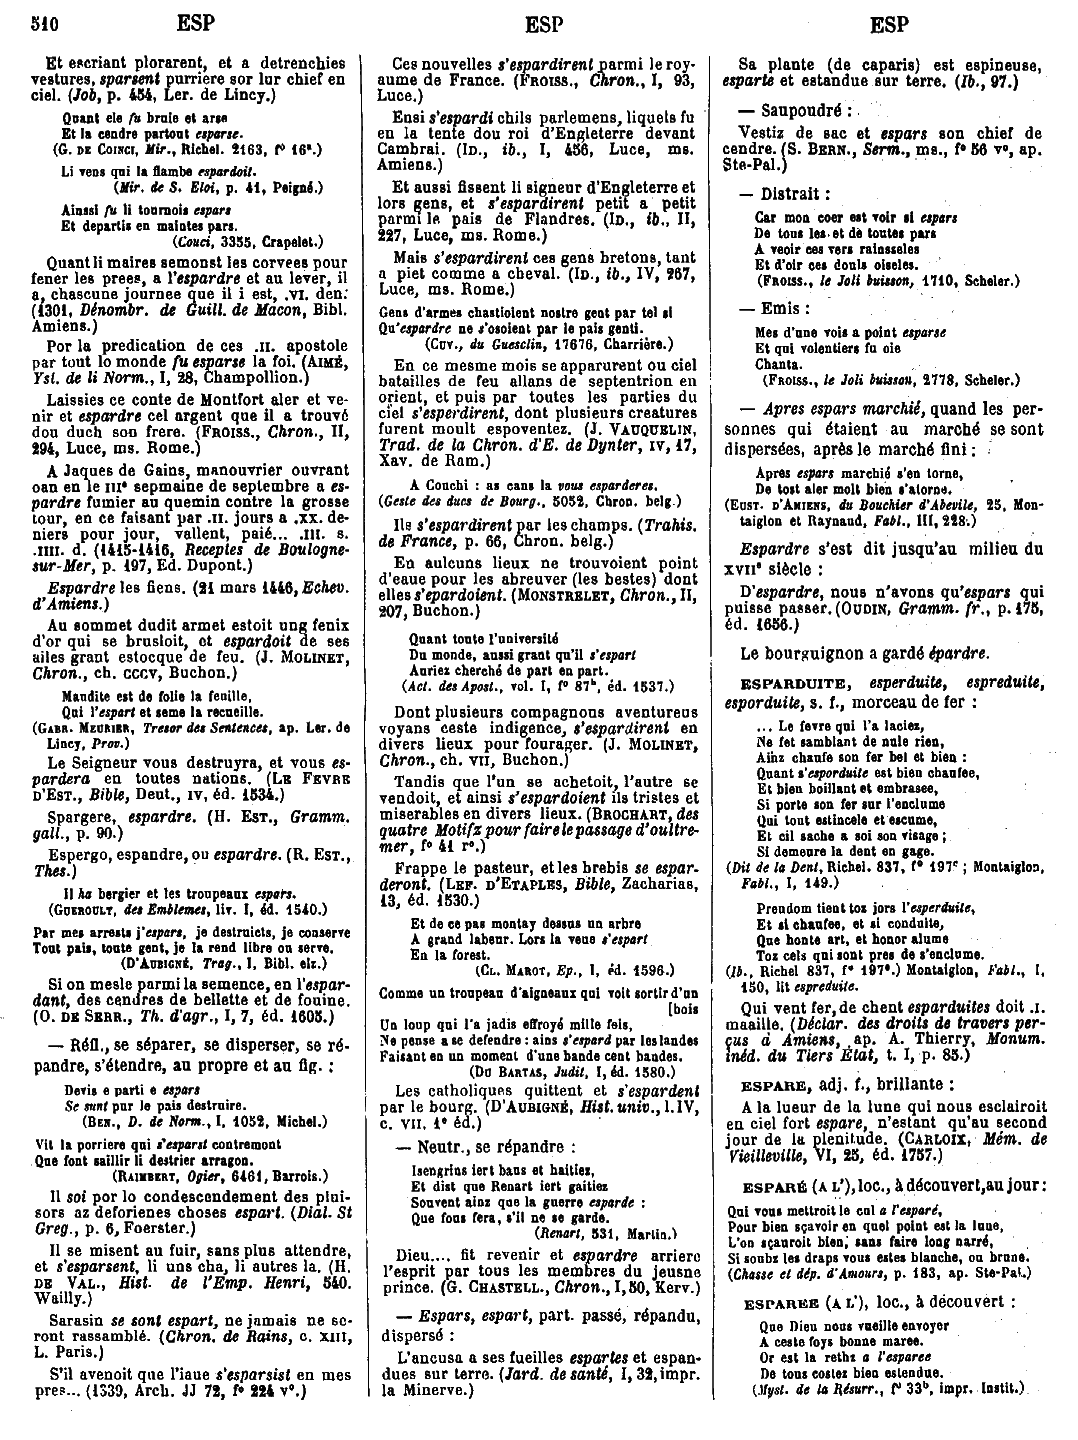 510 ESP ESP ESP
Et escriant plorarent, et a detrenchies
vestures, sparsent purriere sor lur chief en
ciel. (Job, p. 454, Ler. de Lincy.)
Quant ele fu brule et arse
Et la cendre partout esparse.
(G. DE COINCI, Mir., Richel. 2163, f° 16ª.)
Li vens qui la flambe espardoit.
(Mir. de S. Eloi, p. 41, Peigné.)
Ainssi fu li tournois espars
Et departis en maintes pars.
(Couci, 3355, Crapelet.)
Quant li maires semonst les corvees pour
fener les prees, a l'espardre et au lever, il
a, chascune journee que il i est, .VI. den.
(1301, Dénombr. de Guill. de Macon, Bibl.
Amiens.)
Por la predication de ces .II. apostole
par tout lo monde fu esparse la foi. (AIMÉ,
Yst. de li Norm., I, 28, Champollion.)
Laissies ce conte de Montfort aler et ve-
nir et espardre cel argent que il a trouvé
dou duch son frere. (FROISS., Chron., II,
294, Luce, ms. Rome.)
A Jaques de Gains, manouvrier ouvrant
oan en le IIIᵉ sepmaine de septembre a es-
pardre fumier au quemin contre la grosse
tour, en ce faisant par .II. jours a .XX. de-
niers pour jour, vallent, paié... .III. s.
.IIII. d. (1415-1416, Receptes de Boulogne-
sur-Mer, p. 197, Ed. Dupont.)
Espardre les fiens. (21 mars 1446, Echev.
d'Amiens.)
Au sommet dudit armet estoit ung fenix
d'or qui se brusloit, et espardoit de ses
ailes grant estocque de feu. (J. MOLINET,
Chron., ch. CCCV, Buchon.)
Maudite est de folie la feuille,
Qui l'espart et seme la recueille.
(GABR. MEURIER, Tresor des Sentences, ap. Ler. de
Lincy, Prov.)
Le Seigneur vous destruyra, et vous es-
pardera en toutes nations. (LE FEVRE
D'EST., Bible, Deut., IV, éd. 1534.)
Spargere, espardre. (H. EST., Gramm.
gall., p. 90.)
Espergo, espandre, ou espardre. (R. EST.,
Thes.)
Il ha bergier et les troupeaux espars.
(GUEROULT, des Emblemes, liv. I, éd. 1540.)
Par mes arrests j'espars, je destruicts, je conserve
Tout pais, toute gent, je la rend libre ou serve.
(D'AUBIGNÉ, Trag., I, Bibl. elz.)
Si on mesle parmi la semence, en l'espar-
dant, des cendres de bellette et de fouine.
(O. DE SERR., Th. d'agr., I, 7, éd. 1605.)
— Réfl., se séparer, se disperser, se ré-
pandre, s'étendre, au propre et au fig. :
Devis e parti e espars
Se sunt par le pais destruire.
(BEN., D. de Norm., I, 1052, Michel.)
Vit la porriere qui s'esparst contremont
Que font saillir li destrier arragon.
(RAIMBERT, Ogier, 6461, Barrois.)
Il soi por lo condescendement des plui-
sors az deforienes choses espart. (Dial. St
Greg., p. 6, Foerster.)
Il se misent au fuir, sans plus attendre,
et s'esparsent, li uns cha, li autres la. (H.
DE VAL., Hist. de l'Emp. Henri, 540.
Wailly.)
Sarasin se sont espart, ne jamais ne se-
ront rassamblé. (Chron. de Rains, c. XIII,
L. Paris.)
S'il avenoit que l'iaue s'esparsist en mes
pres... (1339, Arch. JJ 72, f° 224 v°.)
Ces nouvelles s'espardirent parmi le roy-
aume de France. (FROISS., Chron., I, 93,
Luce.)
Ensi s'espardi chils parlemens, liquels fu
en la tente dou roi d'Engleterre devant
Cambrai. (ID., ib., I, 456, Luce, ms.
Amiens.)
Et aussi fissent li signeur d'Engleterre et
lors gens, et s'espardirent petit a petit
parmi le pais de Flandres. (ID., ib., II,
227, Luce, ms. Rome.)
Mais s'espardirent ces gens bretons, tant
a piet comme a cheval. (ID., ib., IV, 267,
Luce, ms. Rome.)
Gens d'armes chastioient nostre gent par tel si
Qu'espardre ne s'osoient par le pais genti.
(CUV., du Guesclin, 17676, Charrière.)
En ce mesme mois se apparurent ou ciel
batailles de feu allans de septentrion en
orient, et puis par toutes les parties du
ciel s'esperdirent, dont plusieurs creatures
furent moult espoventez. (J. VAUQUELIN,
Trad. de la Chron. d'E. de Dynter, IV, 17,
Xav. de Ram.)
A Couchi : as cans la vous esparderes.
(Geste des ducs de Bourg., 5052, Chron. belg.)
Ils s'espardirent par les champs. (Trahis.
de France, p. 66, Chron. belg.)
En aulcuns lieux ne trouvoient point
d'eaue pour les abreuver (les bestes) dont
elles s'epardoient. (MONSTRELET, Chron., II,
207, Buchon.)
Quant toute l'université
Du monde, aussi grant qu'il s'espart
Auriez cherché de part en part.
(Act. des Apost., vol. I, f° 87ᵇ, éd. 1537.)
Dont plusieurs compagnons aventureus
voyans ceste indigence, s'espardirent en
divers lieux pour fourager. (J. MOLINET,
Chron., ch. VII, Buchon.)
Tandis que l'un se achetoit, l'autre se
vendoit, et ainsi s'espardoient ils tristes et
miserables en divers lieux. (BROCHART, des
quatre Motifz pour faire le passage d'oultre-
mer, f° 41 r°.)
Frappe le pasteur, et les brebis se espar-
deront. (LEF. D'ETAPLES, Bible, Zacharias,
13, éd. 1530.)
Et de ce pas montay dessus un arbre
A grand labeur. Lors la veue s'espart
En la forest.
(CL. MAROT, Ep., I, éd. 1596.)
Comme un troupeau d'aigneaux qui voit sortir d'un
[bois
Un loup qui l'a jadis effroyé mille fois,
Ne pense a se defendre : ains s'espard par les landes
Faisant en un moment d'une bande cent bandes.
(DU BARTAS, Judit, I, éd. 1580.)
Les catholiques quittent et s'espardent
par le bourg. (D'AUBIGNÉ, Hist. univ., l. IV,
c. VII, 1ᵉ éd.)
— Neutr., se répandre :
Isengrins iert baus et haitiez,
Et dist que Renart iert gaitiez
Souvent ainz que la guerre esparde :
Que fous fera, s'il ne se garde.
(Renart, 531, Martin.)
Dieu.... fit revenir et espardre arriere
l'esprit par tous les membres du jeusne
prince. (G. CHASTELL., Chron., I, 50, Kerv.)
— Espars, espart, part. passé, répandu,
dispersé :
L'ancusa a ses fueilles espartes et espan-
dues sur terre. (Jard. de santé, I, 32, impr.
la Minerve.)
Sa plante (de caparis) est espineuse,
esparte et estandue sur terre. (Ib., 97.)
— Saupoudré :
Vestiz de sac et espars son chief de
cendre. (S. BERN., Serm., ms., f° 56 v°, ap.
Ste-Pal.)
— Distrait :
Car mon coer est voir si espars
De tous les et de toutes pars
A veoir ces vers rainsseles
Et d'oir ces douls oiseles.
(FROISS., le Joli buisson, 1710, Scheler.)
— Emis :
Mes d'une vois a point esparse
Et qui volentiers fu oie
Chanta.
(FROISS., le Joli buisson, 2778, Scheler.)
— Apres espars marchié, quand les per-
sonnes qui étaient au marché se sont
dispersées, après le marché fini :
Après espars marchié s'en torne,
De tost aler molt bien s'atorne.
(EUST. D'AMIENS, du Bouchier d'Abevile, 25, Mon-
taiglon et Raynaud, Fabl., III, 228.)
Espardre s'est dit jusqu'au milieu du
XVIIᵉ siècle :
D'espardre, nous n'avons qu'espars qui
puisse passer. (OUDIN, Gramm. fr., p. 175,
éd. 1656.)
Le bourguignon a gardé épardre.
ESPARDUITE, esperduite, espreduite,
esporduite, s. f., morceau de fer :
... Le fevre qui l'a laciez,
Ne fet samblant de nule rien,
Ainz chaufe son fer bel et bien :
Quant s'esporduite est bien chaufee,
Et bien boillant et embrasee,
Si porte son fer sur l'enclume
Qui tout estincele et escume,
Et cil sache a soi son visage ;
Si demeure la dent en gage.
(Dit de la Dent, Richel. 837, f° 197ᶜ ; Montaiglon,
Fabl., I, 149.)
Preudom tient toz jors l'esperduite,
Et si chaufee, et si conduite,
Que honte art, et honor alume
Toz cels qui sont pres de s'enclume.
(Ib., Richel 837, f° 197ᵉ.) Montaiglon, Fabl., I,
150, lit espreduite.
Qui vent fer, de chent esparduites doit .I.
maaille. (Déclar. des droits de travers per-
çus à Amiens, ap. A. Thierry, Monum.
inéd. du Tiers État, t. I, p. 85.)
ESPARE, adj. f., brillante :
A la lueur de la lune qui nous esclairoit
en ciel fort espare, n'estant qu'au second
jour de la plenitude. (CARLOIX, Mém. de
Vieilleville, VI, 25, éd. 1757.)
ESPARÉ (A L'), loc., à découvert, au jour :
Qui vous mettroit le cul a l'esparé,
Pour bien sçavoir en quel point est la lune,
L'on sçauroit bien, sans faire long narré,
Si soubz les draps vous estes blanche, ou brune.
(Chasse et dép. d'Amours, p. 183, ap. Ste-Pal.)
ESPAREE (A L'), loc., à découvert :
Que Dieu nous vueille envoyer
A ceste foys bonne maree.
Or est la rethz a l'esparee
De tous costez bien estendue.
(Myst. de la Résurr., f° 33ᵇ, impr. Instit.)